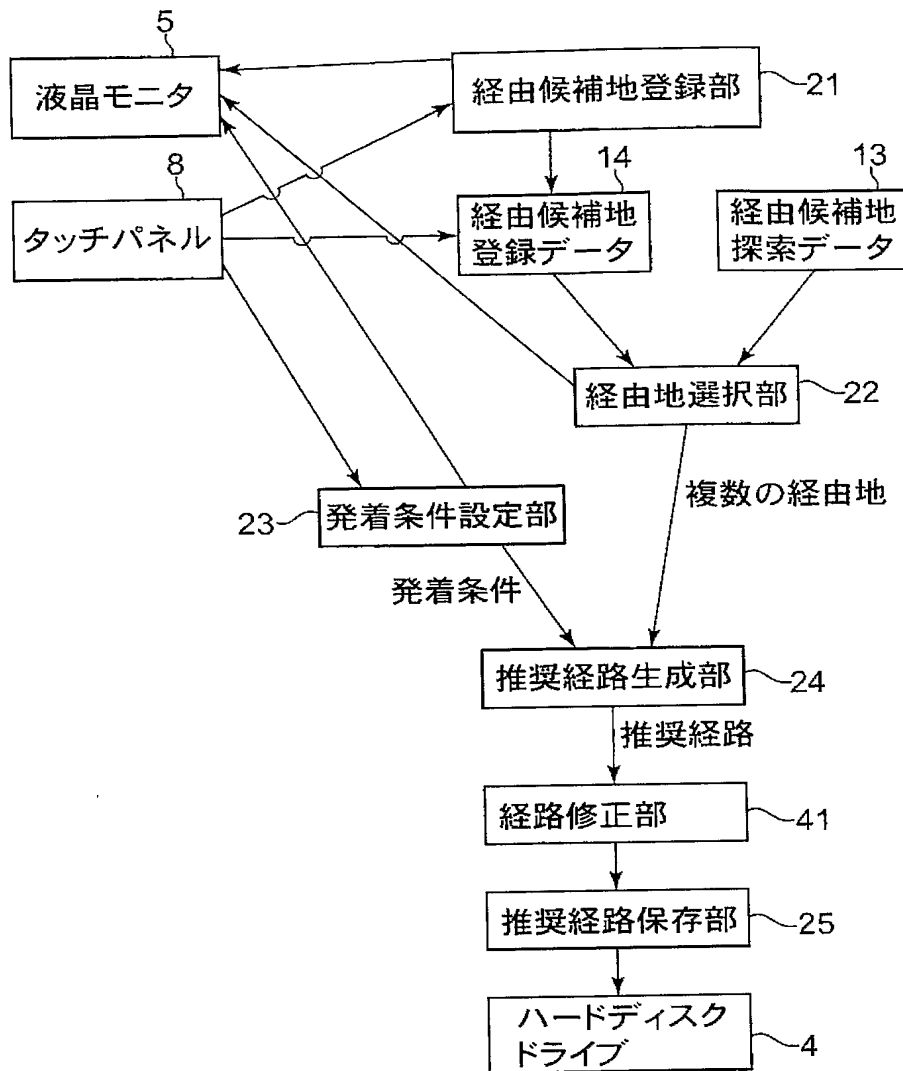 5
液晶モニタ
経由候補地登録部
21
8
タッチパネル
14
経由候補地
登録データ
13
経由候補地
探索データ
経由地選択部
22
複数の経由地
23
発着条件設定部
発着条件
推奨経路生成部
24
推奨経路
経路修正部
41
推奨経路保存部
25
ハードディスク
ドライブ
4